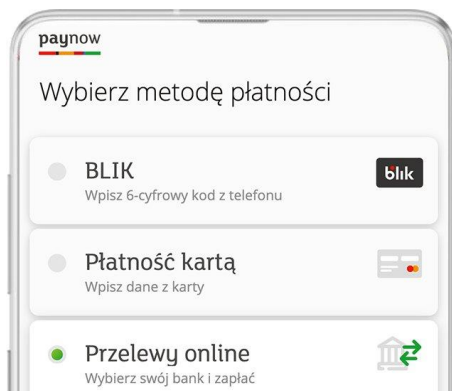 paynow
Wybierz metodę płatności
BLIK
blik
Wpisz 6-cyfrowy kod z telefonu
Płatność kartą
Wpisz dane z karty
Przelewy online
Wybierz swój bank i zapłać